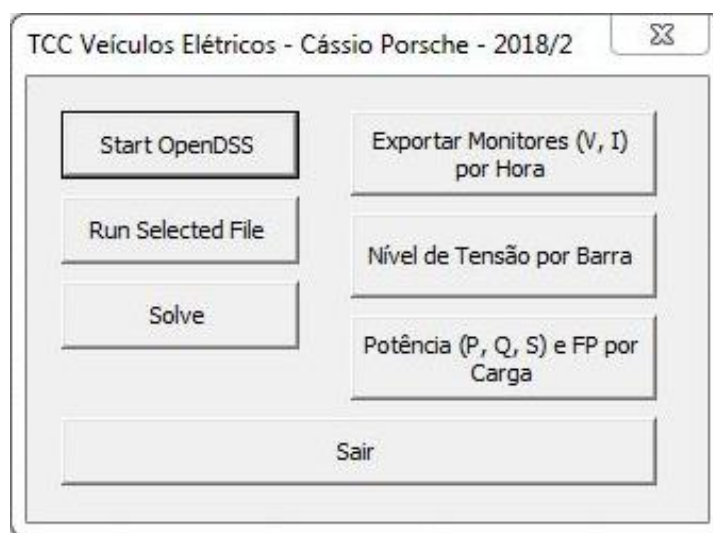 TCC Veículos Elétricos - Cássio Porsche - 2018/2
Start OpenDSS
Run Selected File
Solve
Exportar Monitores (V, I)
por Hora
Nível de Tensão por Barra
Potência (P, Q, S) e FP por
Carga
Sair